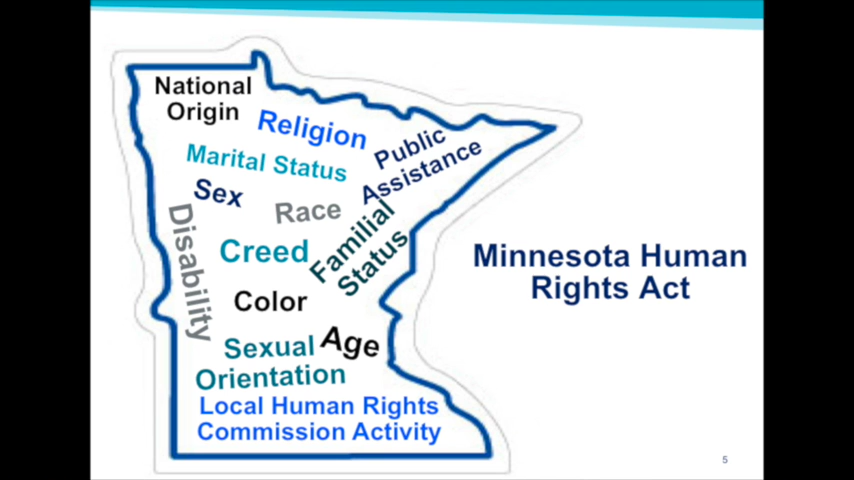 National
Origin
Religion
Public
Assistance
Marital Status
Sex
Race
Disability
Familial
Status
Creed
Minnesota Human
Rights Act
Color
Age
Sexual
Orientation
Local Human Rights
Commission Activity
5